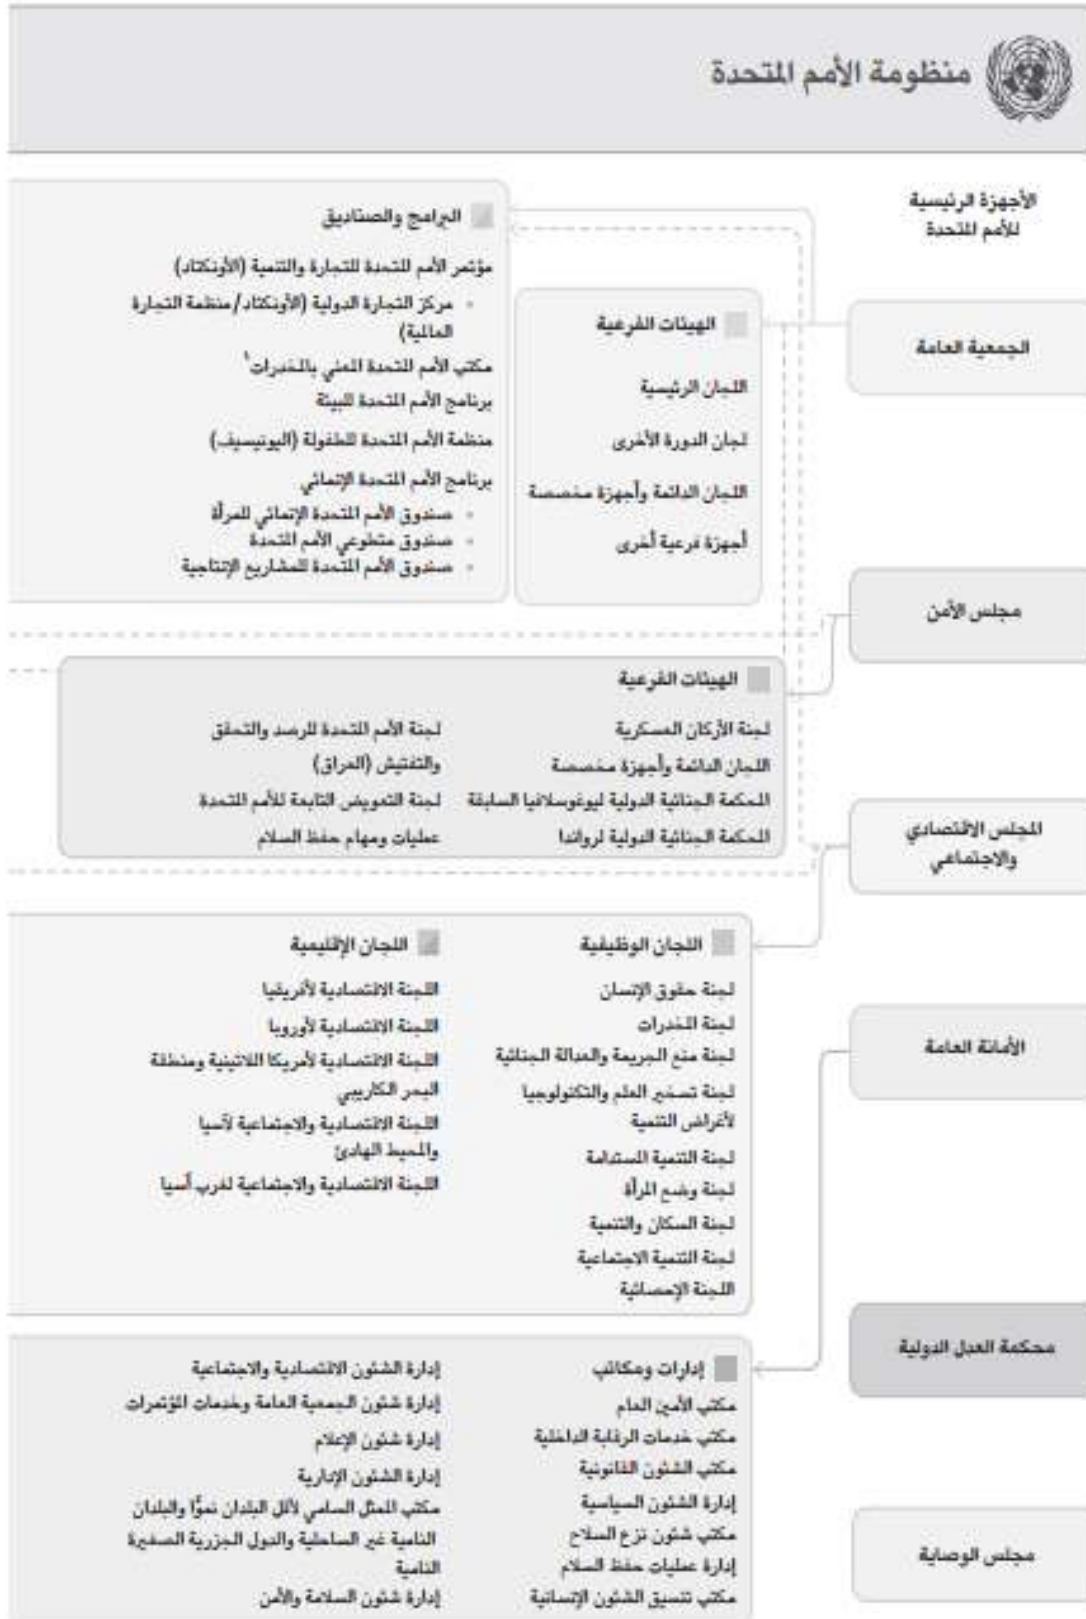 منظومة الأمم المتحدة
الأجهزة الرئيسية
للأمم المتحدة
الجمعية العامة
مجلس الأمن
المجلس الاقتصادي
والاجتماعي
الأمانة العامة
محكمة العدل الدولية
مجلس الوصاية
الهيئات الفرعية
اللجان الرئيسية
لجان الدورة الأخرى
اللجان الدائمة وأجهزة مخصصة
أجهزة فرعية أخرى
البرامج والصناديق
مؤتمر الأمم المتحدة للتجارة والتنمية (الأونكتاد)
◦ مركز التجارة الدولية (الأونكتاد/منظمة التجارة
العالمية)
مكتب الأمم المتحدة المعني بالمخدرات¹
برنامج الأمم المتحدة للبيئة
منظمة الأمم المتحدة للطفولة (اليونيسيف)
برنامج الأمم المتحدة الإنمائي
◦ صندوق الأمم المتحدة الإنمائي للمرأة
◦ صندوق متطوعي الأمم المتحدة
◦ صندوق الأمم المتحدة للمشاريع الإنتاجية
الهيئات الفرعية
لجنة الأركان العسكرية
اللجان الدائمة وأجهزة مخصصة
المحكمة الجنائية الدولية ليوغوسلافيا السابقة
المحكمة الجنائية الدولية لرواندا
لجنة الأمم المتحدة للرصد والتحقق
والتفتيش (العراق)
لجنة التعويض التابعة للأمم المتحدة
عمليات ومهام حفظ السلام
اللجان الوظيفية
لجنة حقوق الإنسان
لجنة المخدرات
لجنة منع الجريمة والعدالة الجنائية
لجنة تسخير العلم والتكنولوجيا
لأغراض التنمية
لجنة التنمية المستدامة
لجنة وضع المرأة
لجنة السكان والتنمية
لجنة التنمية الاجتماعية
اللجنة الإحصائية
اللجان الإقليمية
اللجنة الاقتصادية لأفريقيا
اللجنة الاقتصادية لأوروبا
اللجنة الاقتصادية لأمريكا اللاتينية ومنطقة
البحر الكاريبي
اللجنة الاقتصادية والاجتماعية لآسيا
والمحيط الهادئ
اللجنة الاقتصادية والاجتماعية لغرب آسيا
إدارات ومكاتب
مكتب الأمين العام
مكتب خدمات الرقابة الداخلية
مكتب الشئون القانونية
إدارة الشئون السياسية
مكتب شئون نزع السلاح
إدارة عمليات حفظ السلام
مكتب تنسيق الشئون الإنسانية
إدارة الشئون الاقتصادية والاجتماعية
إدارة شئون الجمعية العامة وخدمات المؤتمرات
إدارة شئون الإعلام
إدارة الشئون الإدارية
مكتب الممثل السامي لأقل البلدان نموًّا والبلدان
النامية غير الساحلية والدول الجزرية الصغيرة
النامية
إدارة شئون السلامة والأمن